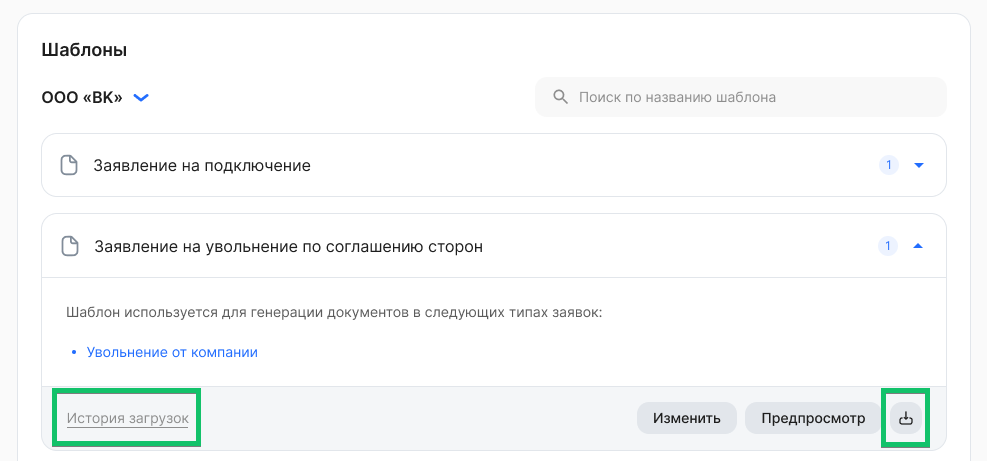 Шаблоны
ООО «ВК»
Поиск по названию шаблона
Заявление на подключение
1
Заявление на увольнение по соглашению сторон
1
Шаблон используется для генерации документов в следующих типах заявок:
• Увольнение от компании
История загрузок
Изменить
Предпросмотр